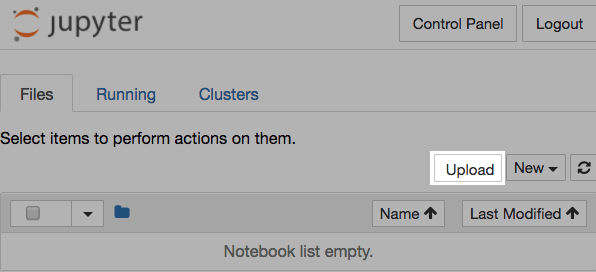 jupyter
Control Panel Logout
Files Running Clusters
Select items to perform actions on them.
Upload New
Name Last Modified
Notebook list empty.